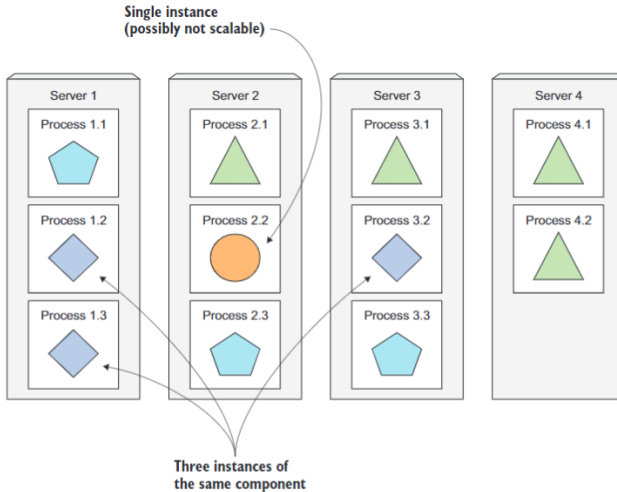 Single instance
(possibly not scalable)
Server 1
Process 1.1
Process 1.2
Process 1.3
Server 2
Process 2.1
Process 2.2
Process 2.3
Server 3
Process 3.1
Process 3.2
Process 3.3
Server 4
Process 4.1
Process 4.2
Three instances of
the same component